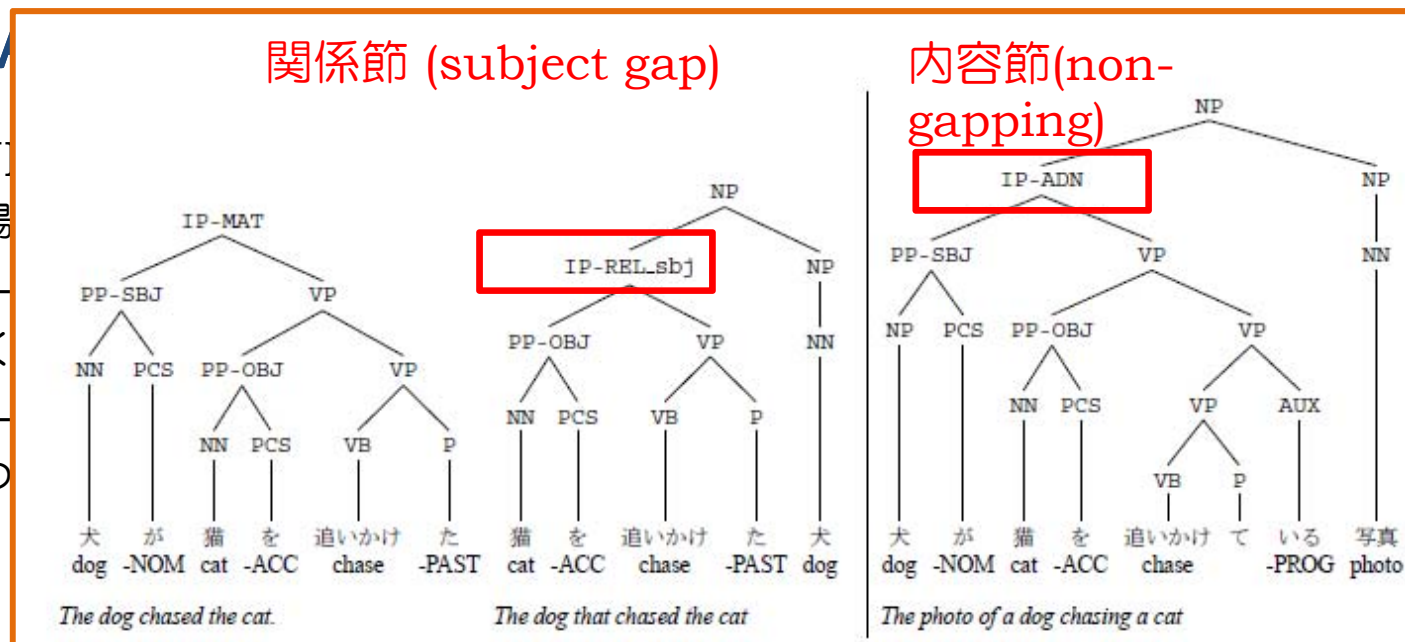 関係節 (subject gap)
内容節(non-
gapping)
IP-MAT
PP-SBJ VP
NN PCS PP-OBJ VP
NN PCS VB P
犬 が 猫 を 追いかけ た
dog -NOM cat -ACC chase -PAST
The dog chased the cat.
NP
IP-REL_sbj NP
PP-OBJ VP NN
NN PCS VB P
猫 を 追いかけ た 犬
cat -ACC chase -PAST dog
The dog that chased the cat
NP
IP-ADN NP
PP-SBJ VP NN
NP PCS PP-OBJ VP
NN PCS VP AUX
VB P
犬 が 猫 を 追いかけ て いる 写真
dog -NOM cat -ACC chase -PROG photo
The photo of a dog chasing a cat